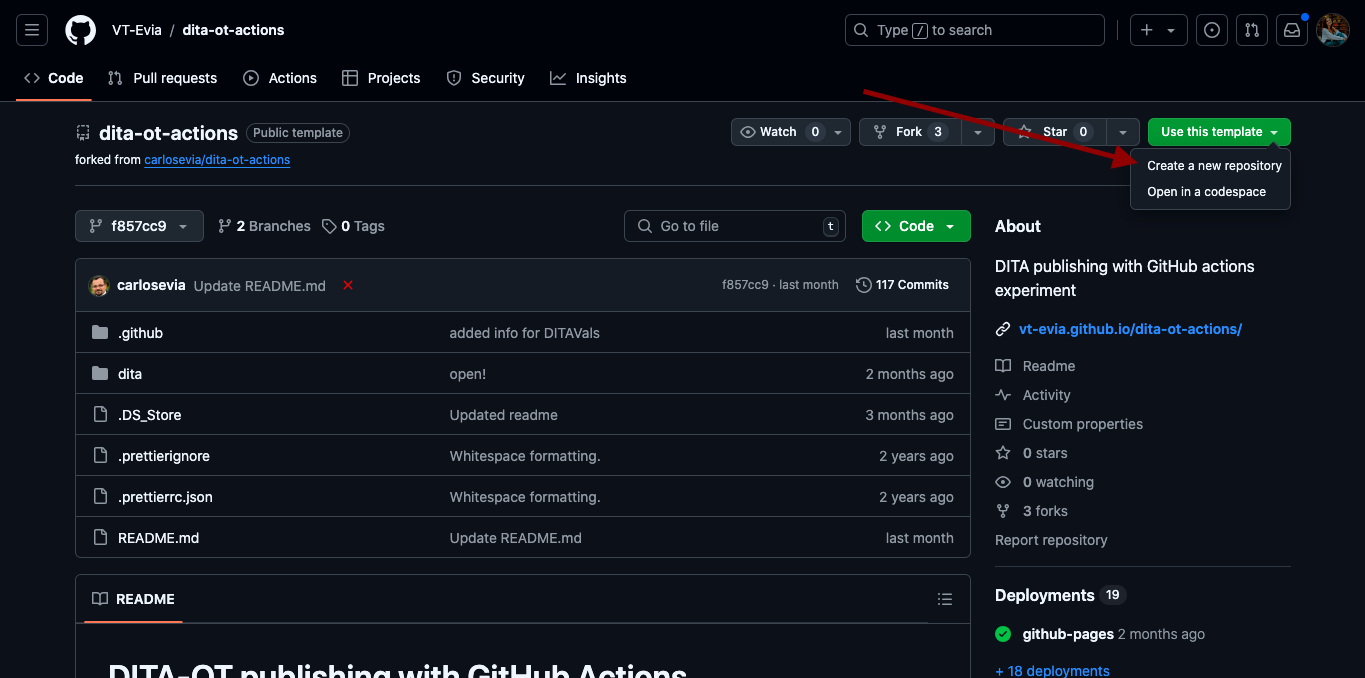 VT-Evia / dita-ot-actions
Type / to search
Code Pull requests Actions Projects Security Insights
dita-ot-actions Public template
Watch 0 Fork 3 Star 0 Use this template
forked from carlosevia/dita-ot-actions
Create a new repository
Open in a codespace
f857cc9 2 Branches 0 Tags Go to file t Code
carlosevia Update README.md f857cc9 · last month 117 Commits
.github added info for DITAVals last month
dita open! 2 months ago
.DS_Store Updated readme 3 months ago
.prettierignore Whitespace formatting. 2 years ago
.prettierrc.json Whitespace formatting. 2 years ago
README.md Update README.md last month
README
DITA-OT publishing with GitHub Actions
About
DITA publishing with GitHub actions
experiment
vt-evia.github.io/dita-ot-actions/
Readme
Activity
Custom properties
0 stars
0 watching
3 forks
Report repository
Deployments 19
github-pages 2 months ago
+ 18 deployments